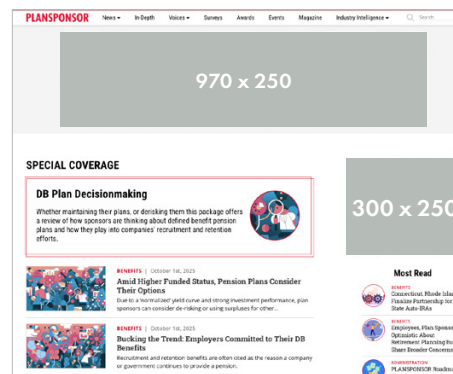 PLANSPONSOR News In-Depth Voices Surveys Awards Events Magazine Industry Intelligence Search
970 x 250
SPECIAL COVERAGE
DB Plan Decisionmaking
Whether maintaining their plans, or derisking them this package offers
a review of how sponsors are thinking about defined benefit pension
plans and how they play into companies' recruitment and retention
efforts.
300 x 250
BENEFITS | October 1st, 2025
Amid Higher Funded Status, Pension Plans Consider
Their Options
Due to a 'normalized' yield curve and strong investment performance, plan
sponsors can consider de-risking or using surpluses for other...
BENEFITS | October 1st, 2025
Bucking the Trend: Employers Committed to Their DB
Benefits
Recruitment and retention benefits are often cited as the reason a company
or government continues to provide a pension.
Most Read
BENEFITS
Connecticut, Rhode Islan
Finalize Partnership for
State Auto-IRAs
BENEFITS
Employees, Plan Sponso
Optimistic About
Retirement Planning Bu
Share Broader Concerns
ADMINISTRATION
PLANSPONSOR Roadma